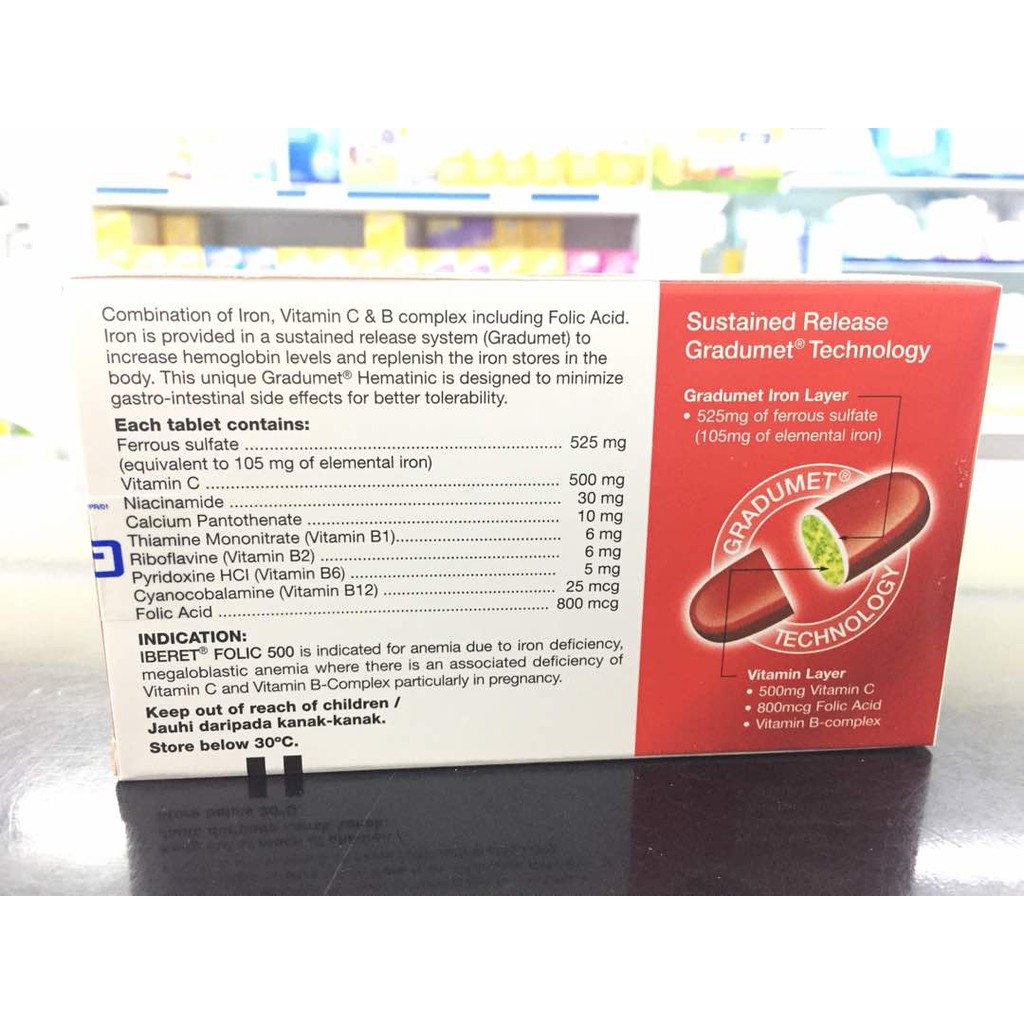 Combination of Iron, Vitamin C & B complex including Folic Acid.
Iron is provided in a sustained release system (Gradumet) to
increase hemoglobin levels and replenish the iron stores in the
body. This unique Gradumet® Hematinic is designed to minimize
gastro-intestinal side effects for better tolerability.
Each tablet contains:
Ferrous sulfate ........................................................ 525 mg
(equivalent to 105 mg of elemental iron)
Vitamin C ............................................................... 500 mg
Niacinamide ........................................................... 30 mg
Calcium Pantothenate ............................................. 10 mg
Thiamine Mononitrate (Vitamin B1)............................. 6 mg
Riboflavine (Vitamin B2) ........................................... 6 mg
Pyridoxine HCl (Vitamin B6) ..................................... 5 mg
Cyanocobalamine (Vitamin B12) ............................... 25 mcg
Folic Acid ........................................................... 800 mcg
INDICATION:
IBERET® FOLIC 500 is indicated for anemia due to iron deficiency,
megaloblastic anemia where there is an associated deficiency of
Vitamin C and Vitamin B-Complex particularly in pregnancy.
Keep out of reach of children /
Jauhi daripada kanak-kanak.
Store below 30°C.
Sustained Release
Gradumet® Technology
Gradumet Iron Layer
• 525mg of ferrous sulfate
(105mg of elemental iron)
GRADUMET®
TECHNOLOGY
Vitamin Layer
• 500mg Vitamin C
• 800mcg Folic Acid
• Vitamin B-complex